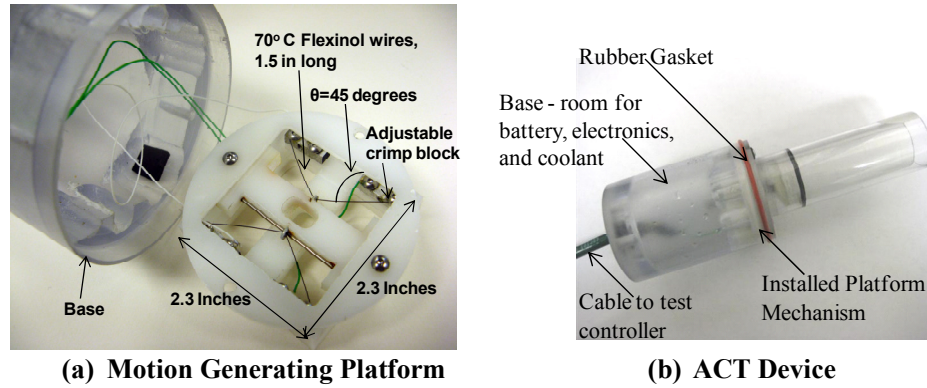 70° C Flexinol wires,
1.5 in long
θ=45 degrees
Adjustable
crimp block
Base
2.3 Inches
2.3 Inches
(a) Motion Generating Platform
Rubber Gasket
Base - room for
battery, electronics,
and coolant
Cable to test
controller
Installed Platform
Mechanism
(b) ACT Device